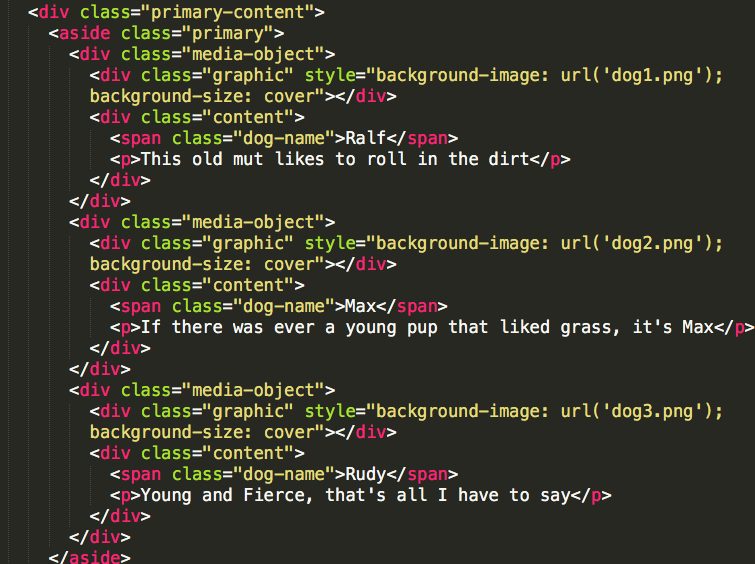 <div class="primary-content">
<aside class="primary">
<div class="media-object">
<div class="graphic" style="background-image: url('dog1.png');
background-size: cover"></div>
<div class="content">
<span class="dog-name">Ralf</span>
<p>This old mut likes to roll in the dirt</p>
</div>
</div>
<div class="media-object">
<div class="graphic" style="background-image: url('dog2.png');
background-size: cover"></div>
<div class="content">
<span class="dog-name">Max</span>
<p>If there was ever a young pup that liked grass, it's Max</p>
</div>
</div>
<div class="media-object">
<div class="graphic" style="background-image: url('dog3.png');
background-size: cover"></div>
<div class="content">
<span class="dog-name">Rudy</span>
<p>Young and Fierce, that's all I have to say</p>
</div>
</div>
</aside>